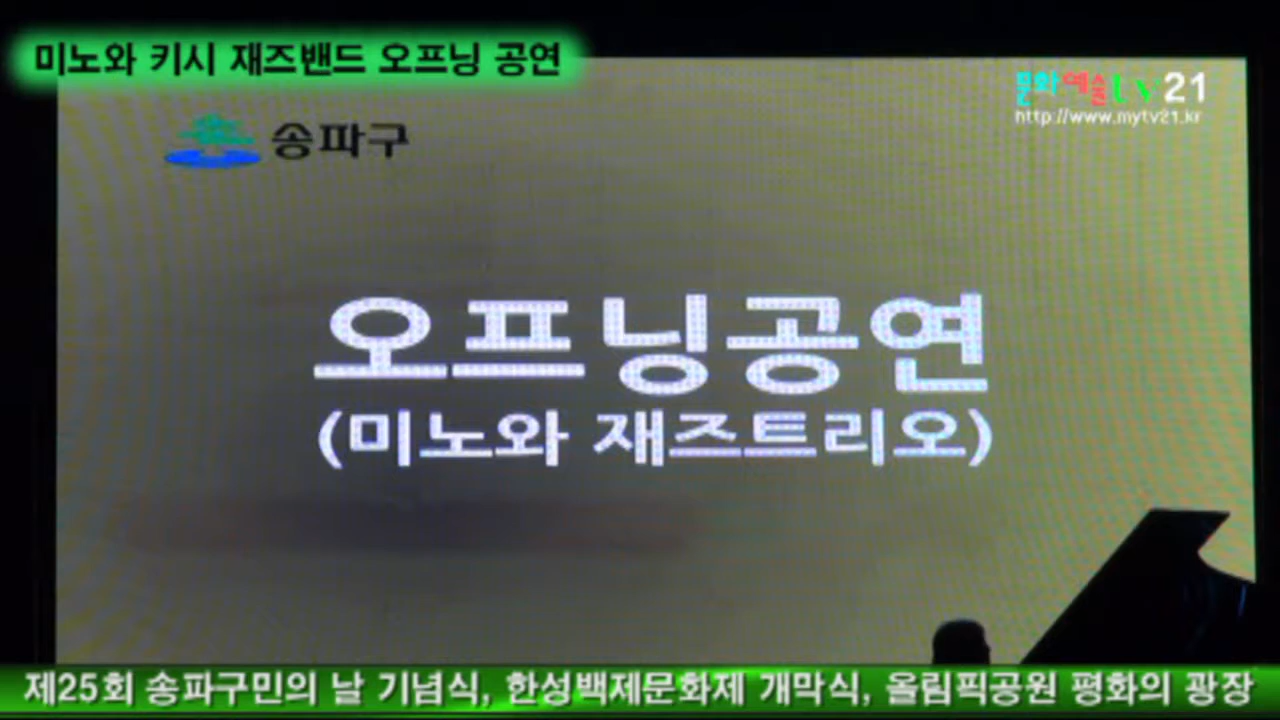 미노와 키시 재즈밴드 오프닝 공연
문화예술tv21
http://www.mytv21.kr
송파구
오프닝공연
(미노와 재즈트리오)
제25회 송파구민의 날 기념식, 한성백제문화제 개막식, 올림픽공원 평화의 광장